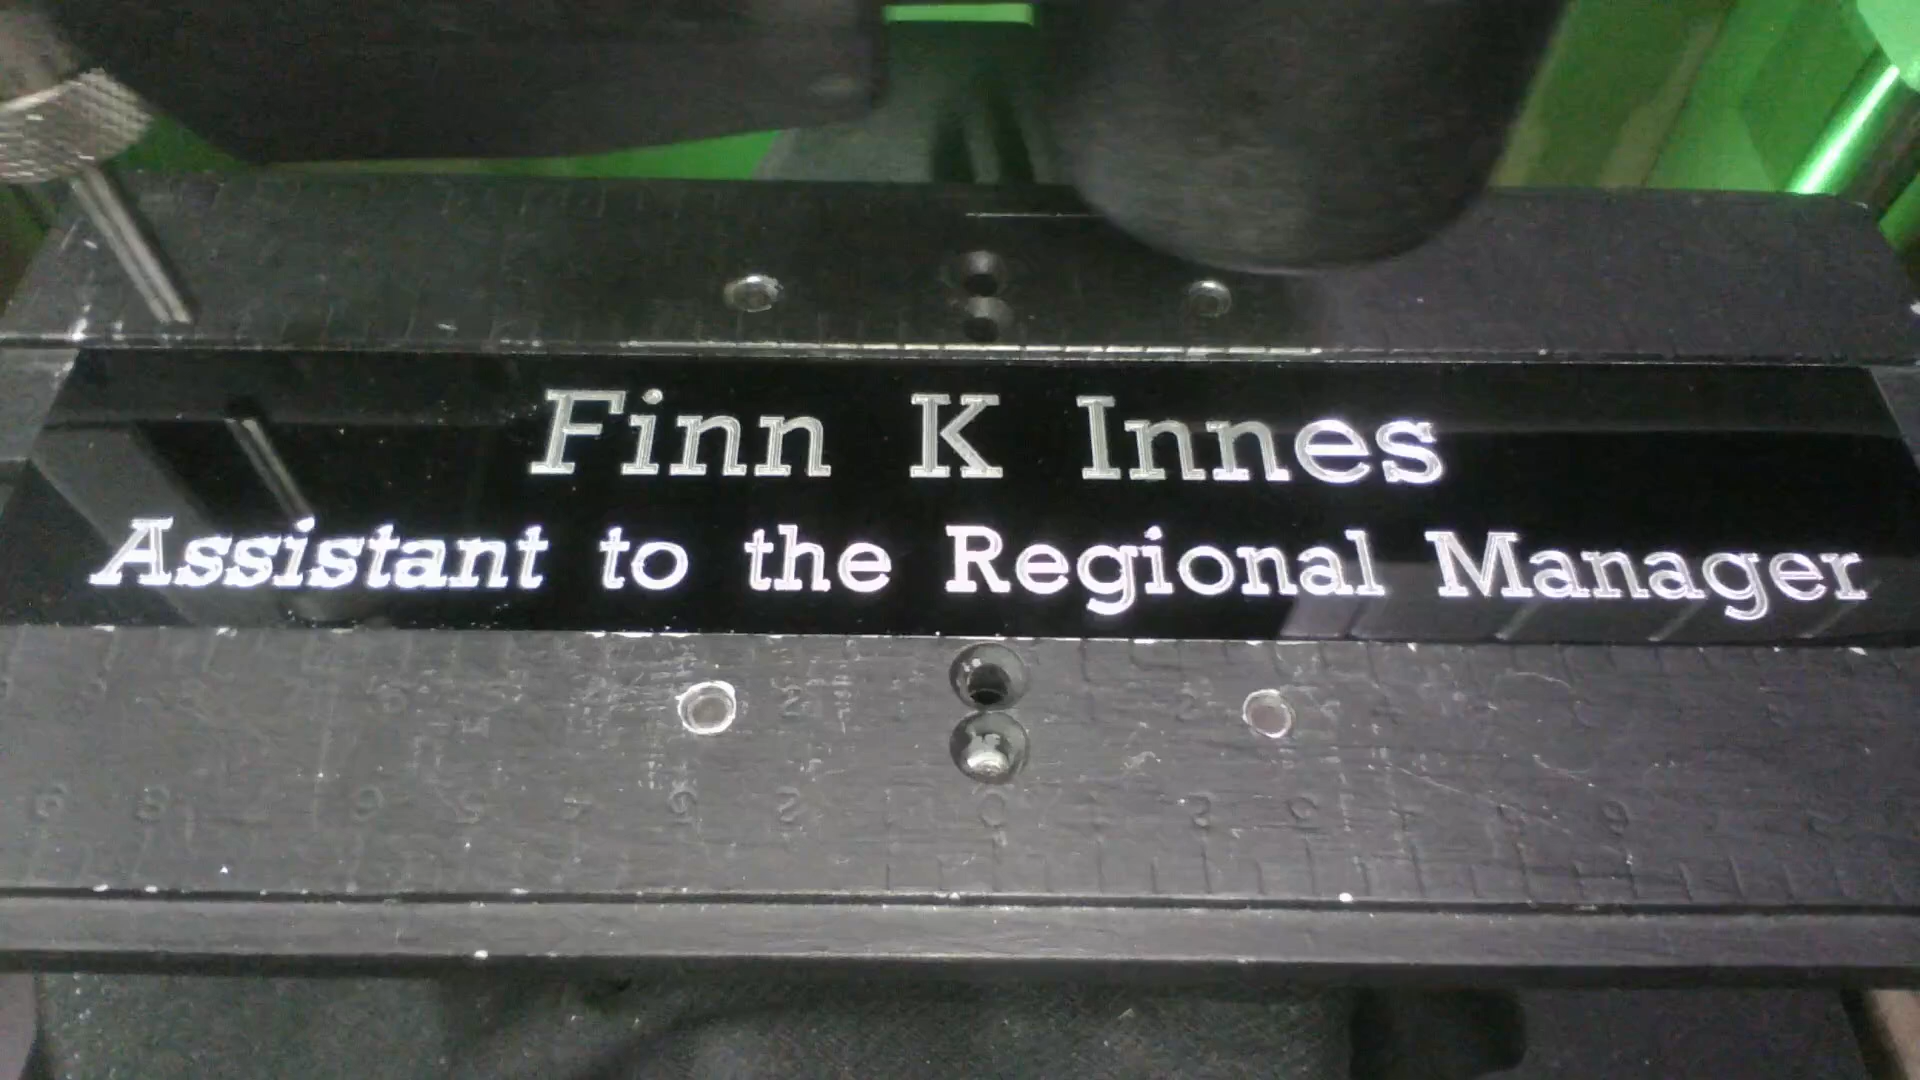 Finn K Innes
Assistant to the Regional Manager